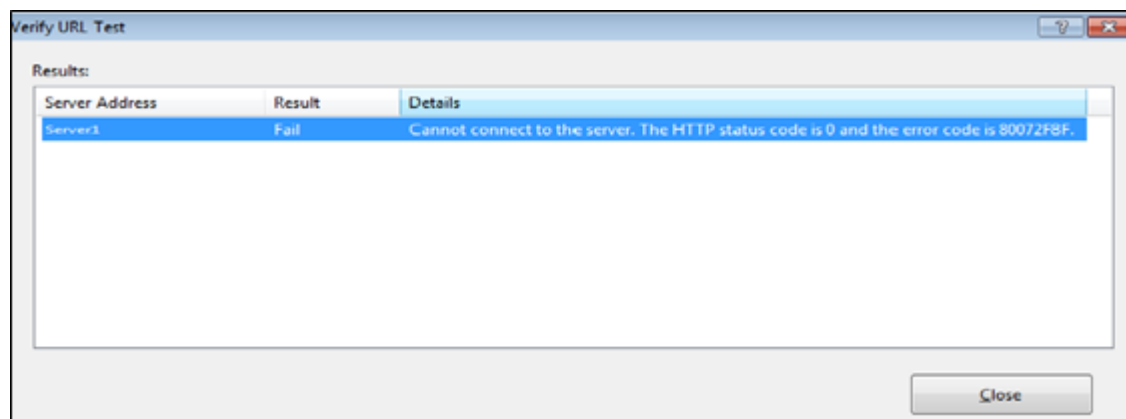 Verify URL Test
Results:
Server Address Result Details
Server1 Fail Cannot connect to the server. The HTTP status code is 0 and the error code is 80072F8F.
Close